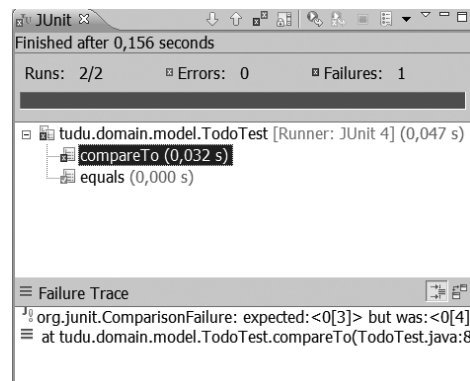 JUnit
Finished after 0,156 seconds
Runs: 2/2 Errors: 0 Failures: 1
tudu.domain.model.TodoTest [Runner: JUnit 4] (0,047 s)
compareTo (0,032 s)
equals (0,000 s)
Failure Trace
org.junit.ComparisonFailure: expected:<0[3]> but was:<0[4]
at tudu.domain.model.TodoTest.compareTo(TodoTest.java:8